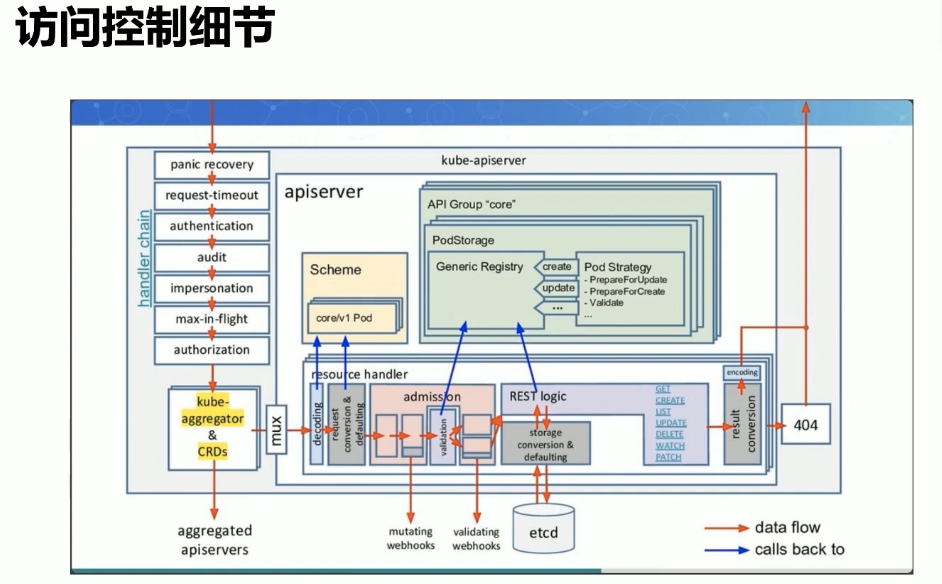 访问控制细节
kube-apiserver
handler chain
panic recovery
request-timeout
authentication
audit
impersonation
max-in-flight
authorization
kube-
aggregator
&
CRDs
aggregated
apiservers
mux
apiserver
Scheme
core/v1 Pod
API Group “core”
PodStorage
Generic Registry
create
update
...
Pod Strategy
- PrepareForUpdate
- PrepareForCreate
- Validate
...
resource handler
decoding
request
conversion &
defaulting
admission
validation
mutating
webhooks
validating
webhooks
REST logic
storage
conversion &
defaulting
etcd
GET
CREATE
LIST
UPDATE
DELETE
WATCH
PATCH
encoding
result
conversion
404
data flow
calls back to